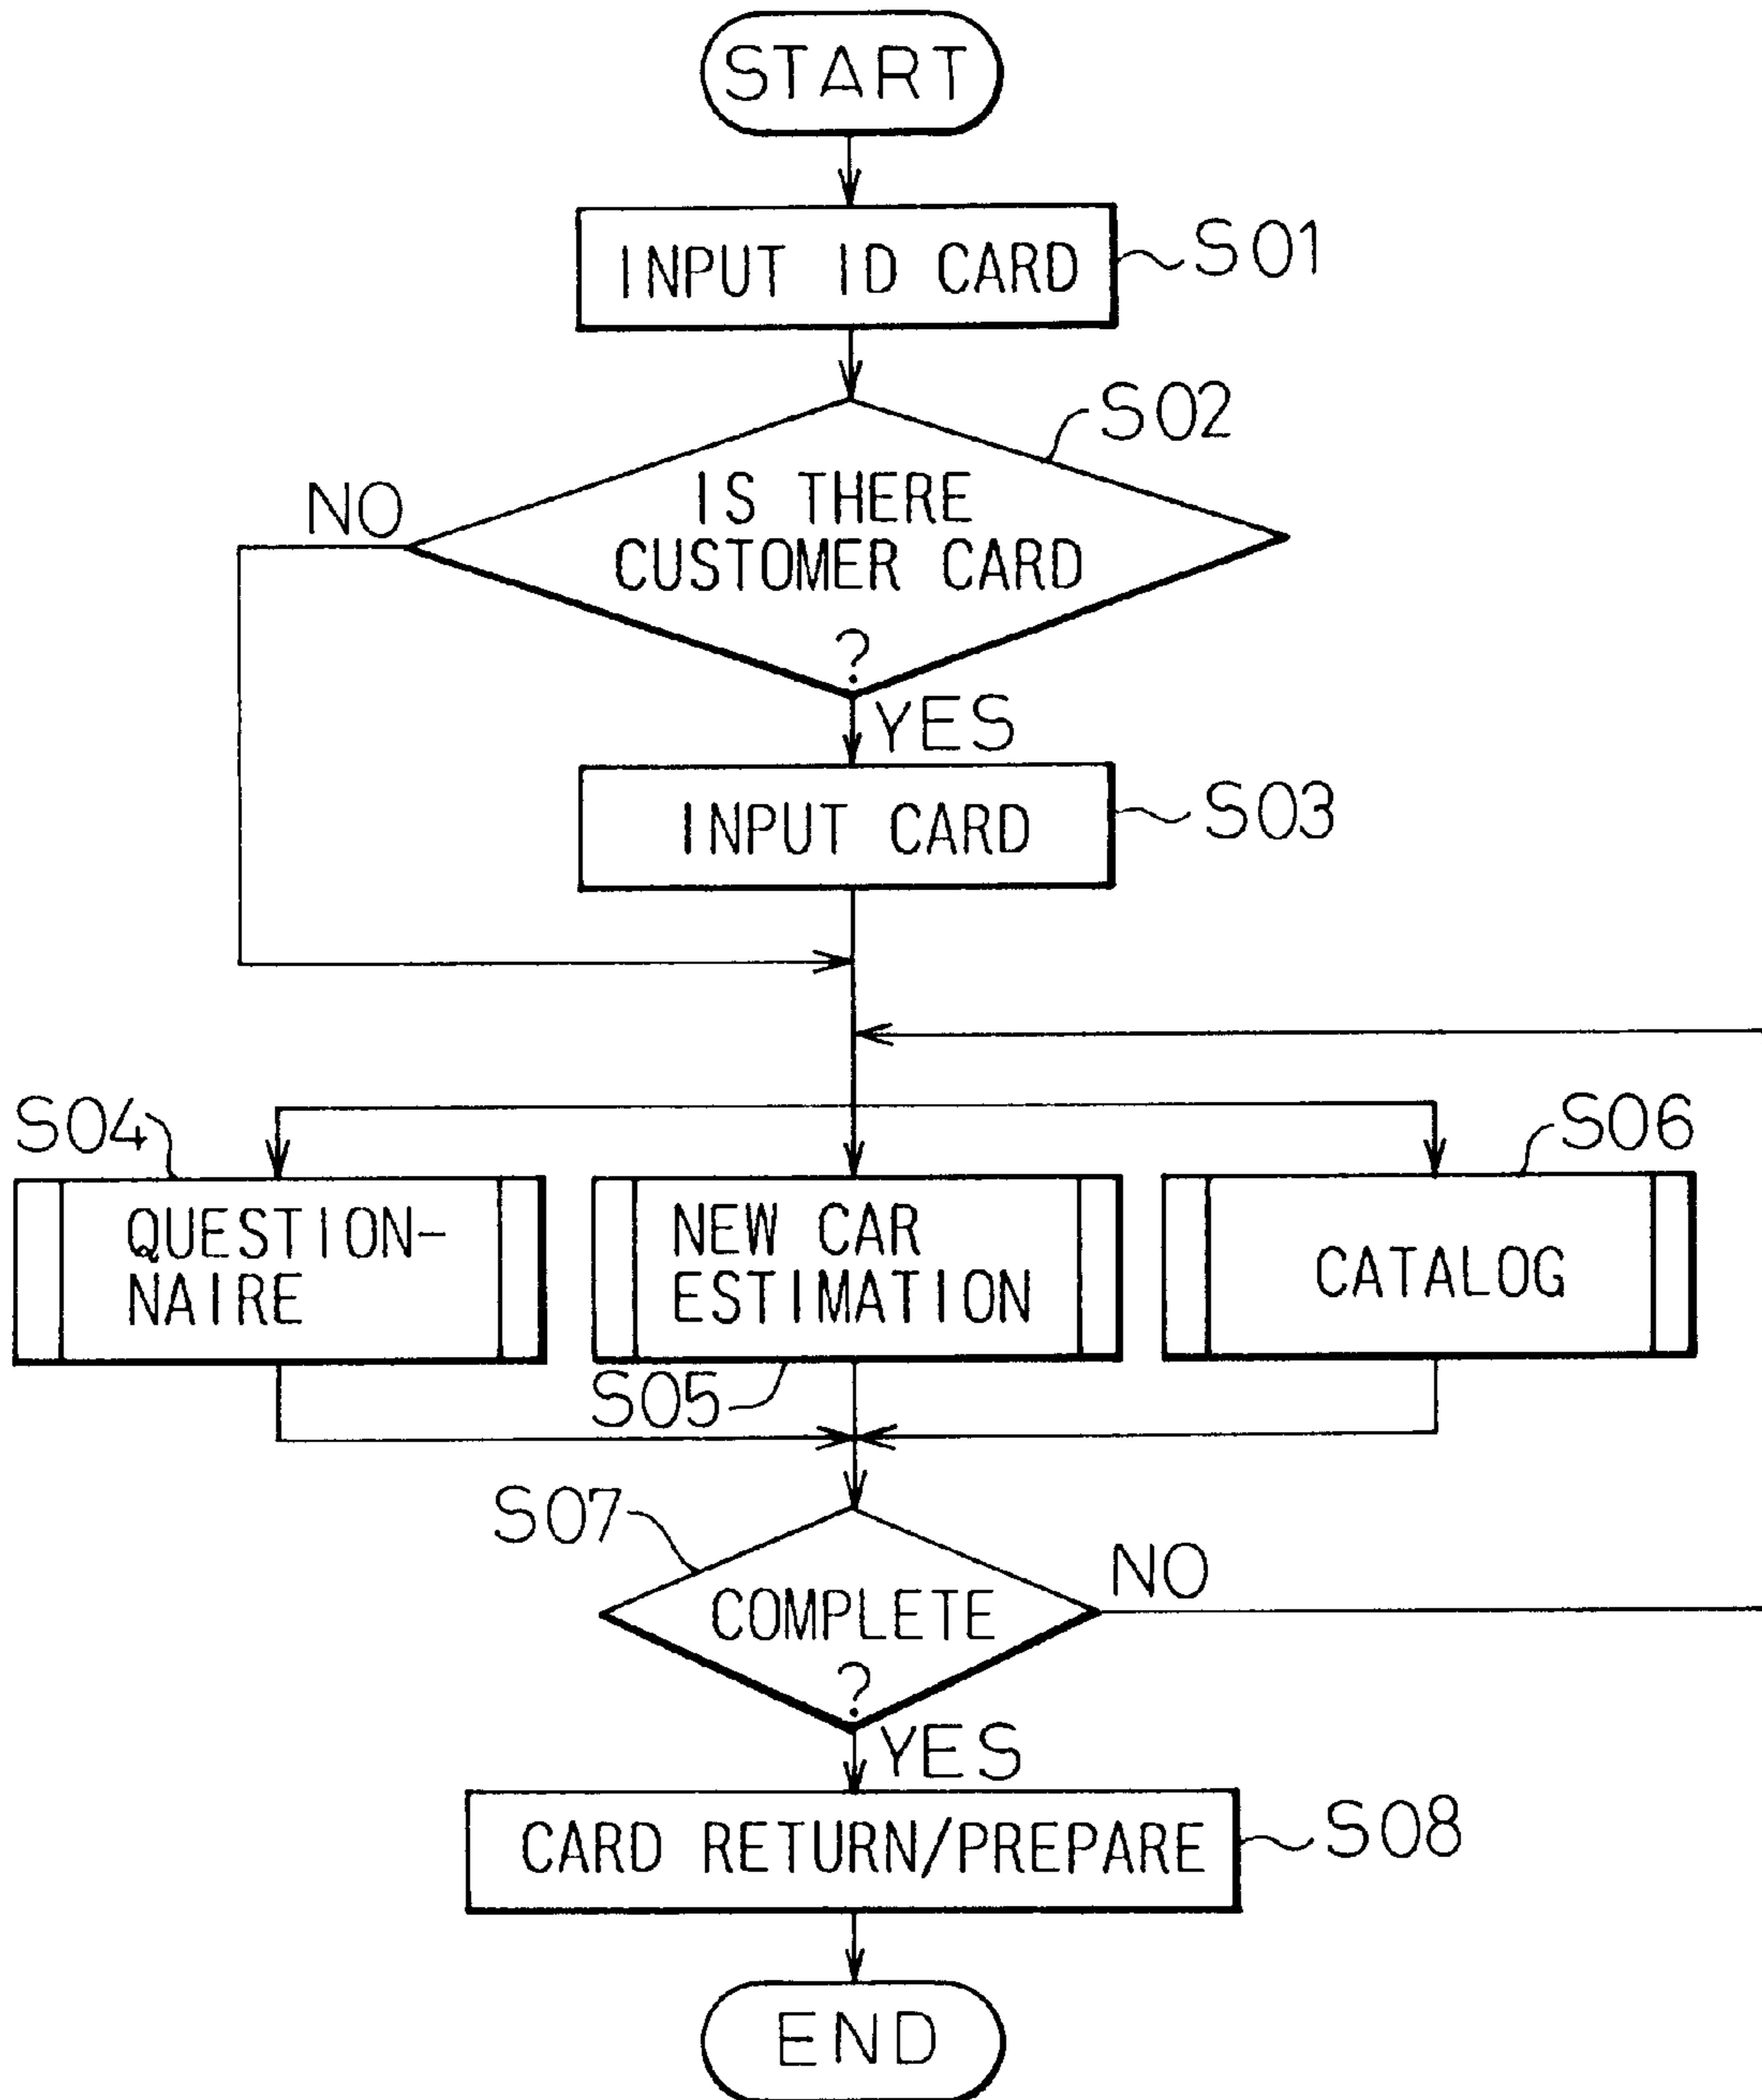 START
INPUT ID CARD
S01
S02
NO
IS THERE
CUSTOMER CARD
?
YES
INPUT CARD
S03
S04
S06
QUESTION-
NAIRE
NEW CAR
ESTIMATION
CATALOG
S05
S07
NO
COMPLETE
?
YES
CARD RETURN/PREPARE
S08
END